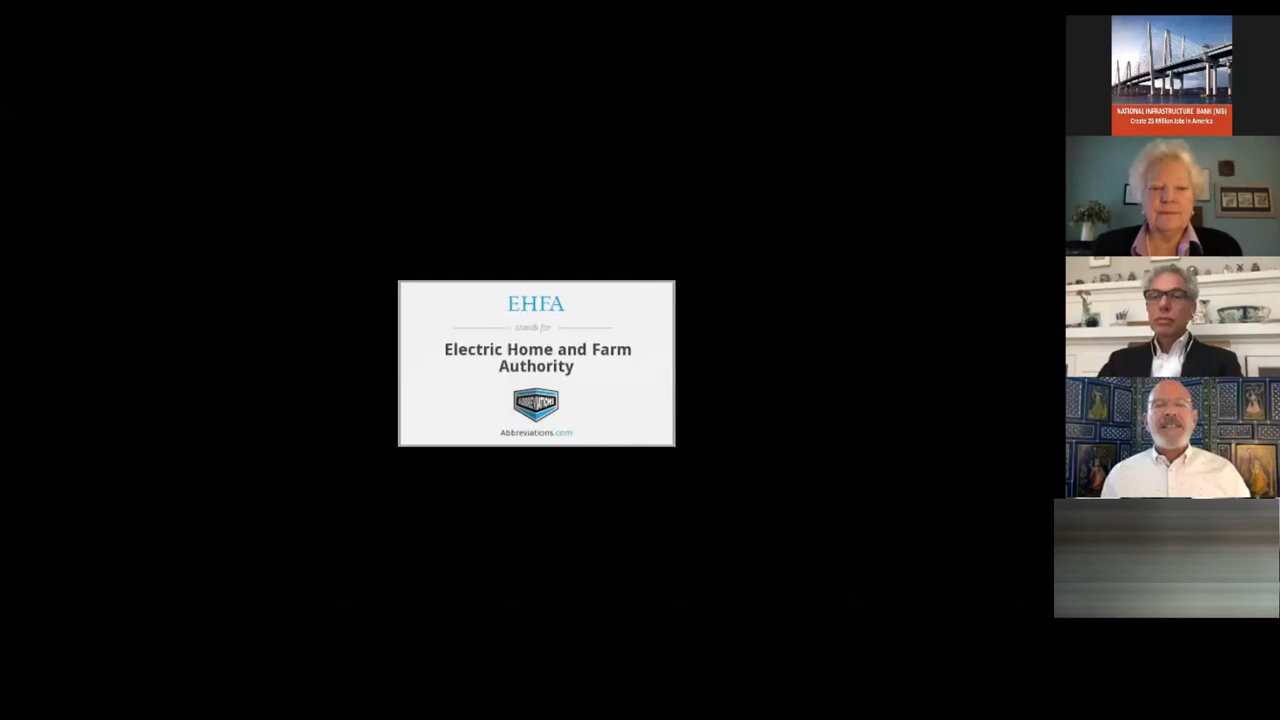 EHFA
stands for
Electric Home and Farm
Authority
ABBREVIATIONS
Abbreviations.com
NATIONAL INFRASTRUCTURE BANK (NIB)
Create 25 Million Jobs in America